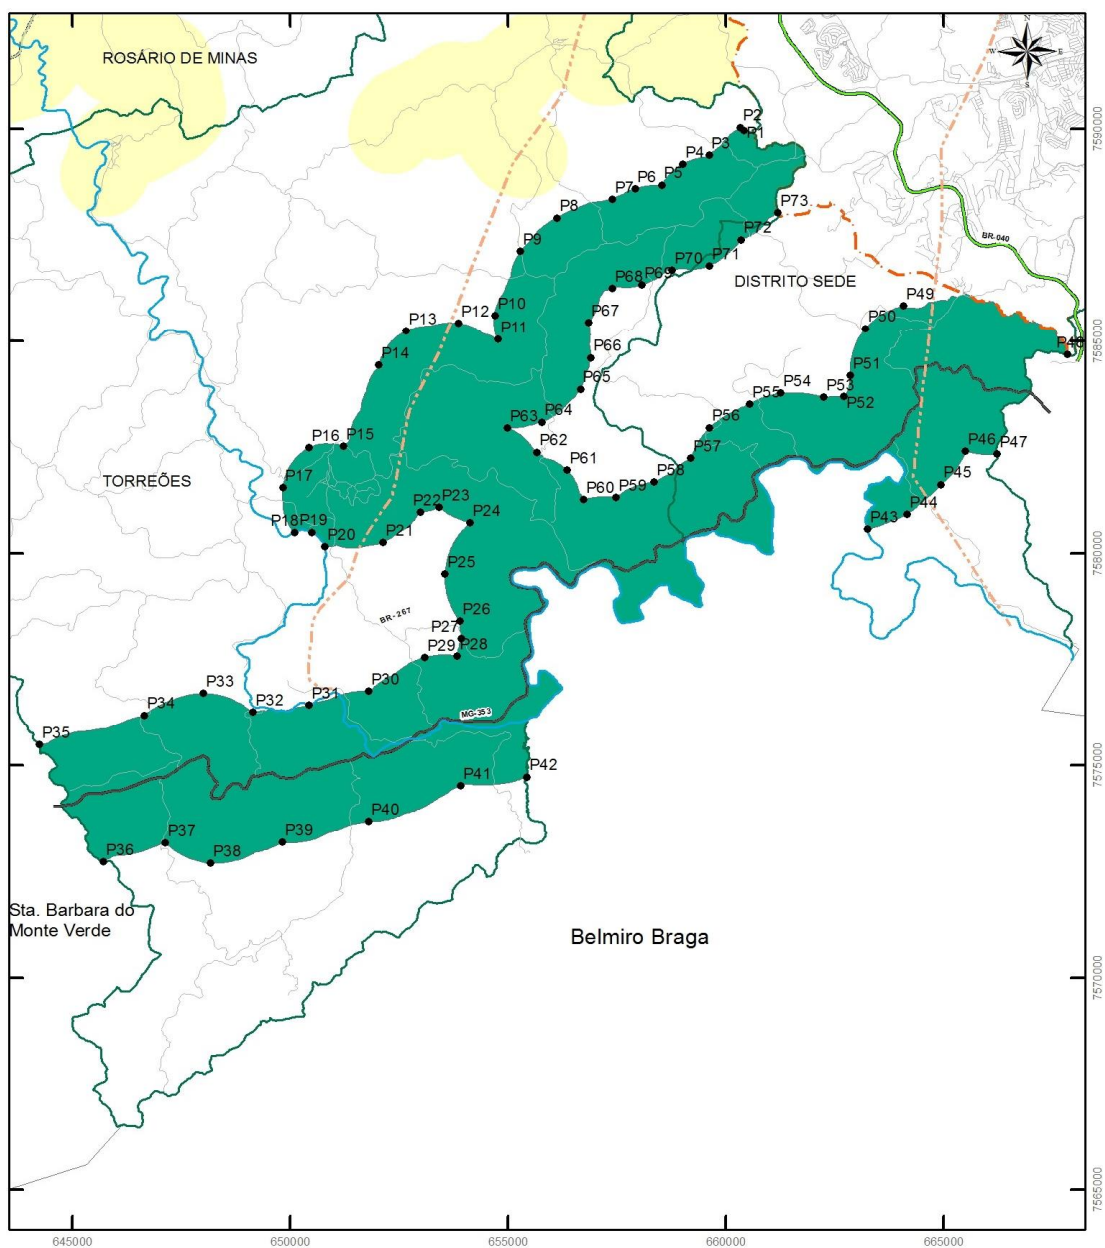 N
ROSÁRIO DE MINAS
W
E
S
P2
P1
P3
P4
P5
P6
P7
P8
P73
P72
P9
BR-040
P71
P70
P69
P68
DISTRITO SEDE
P10
P49
P67
P12
P13
P50
P11
P48
P66
P14
P51
P65
P54
P53
P55
P52
P64
P63
P56
P16
P15
P62
P57
P46
P47
P61
P17
TORREÕES
P58
P45
P60
P59
P22
P23
P18
P19
P24
P44
P43
P20
P21
P25
BR-267
P26
P27
P28
P29
P30
P33
P31
P32
P34
MG-353
P35
P42
P41
P40
P37
P39
P36
P38
Sta. Barbara do
Monte Verde
Belmiro Braga
7590000
7585000
7580000
7575000
7570000
7565000
645000
650000
655000
660000
665000